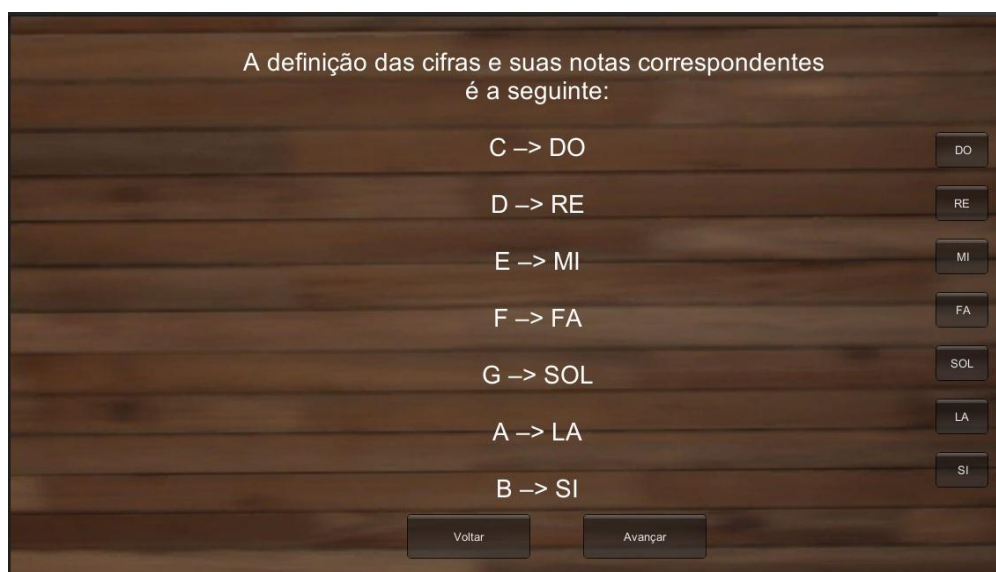 A definição das cifras e suas notas correspondentes
é a seguinte:
C –> DO
D –> RE
E –> MI
F –> FA
G –> SOL
A –> LA
B –> SI
DO
RE
MI
FA
SOL
LA
SI
Voltar
Avançar